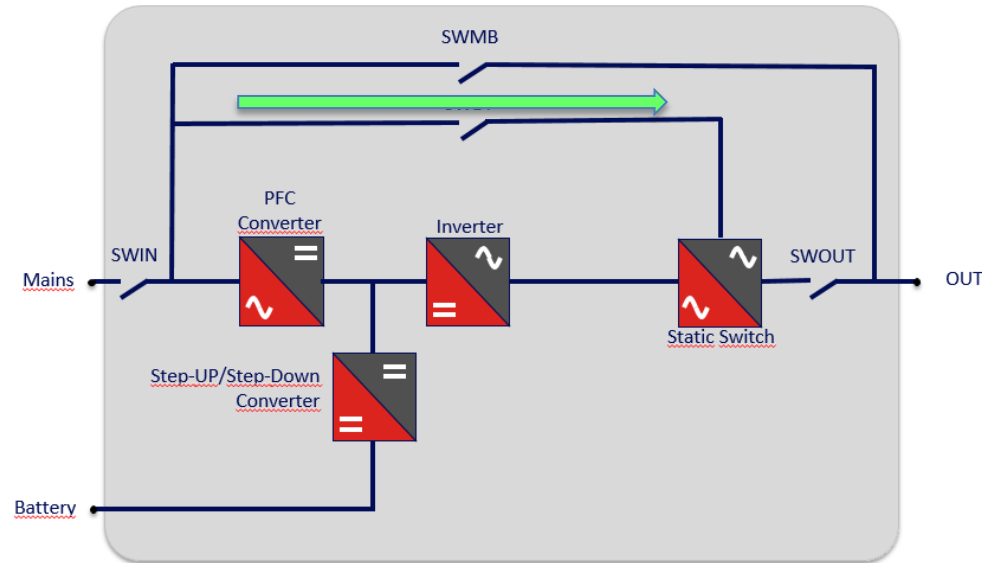 SWMB
PFC
Converter
Inverter
SWIN
SWOUT
Mains
OUT
Static Switch
Step-UP/Step-Down
Converter
Battery